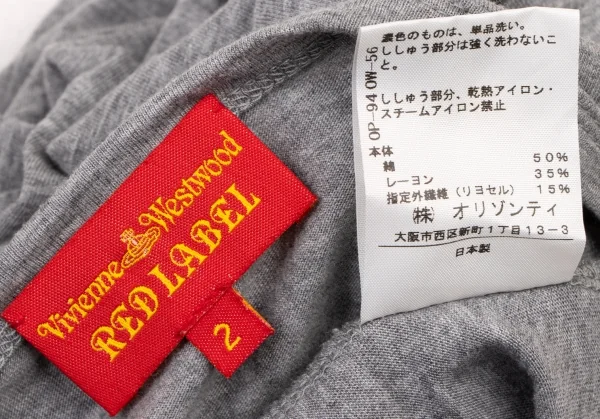 Vivienne Westwood
RED LABEL
2
濃色のものは、単品洗い。
ししゅう部分は強く洗わないこ
と。
ししゅう部分、乾熱アイロン・
スチームアイロン禁止
OP-940W-56
本体
綿 50%
レーヨン 35%
指定外繊維(リヨセル) 15%
㈱ オリゾンティ
大阪市西区新町1丁目13-3
日本製